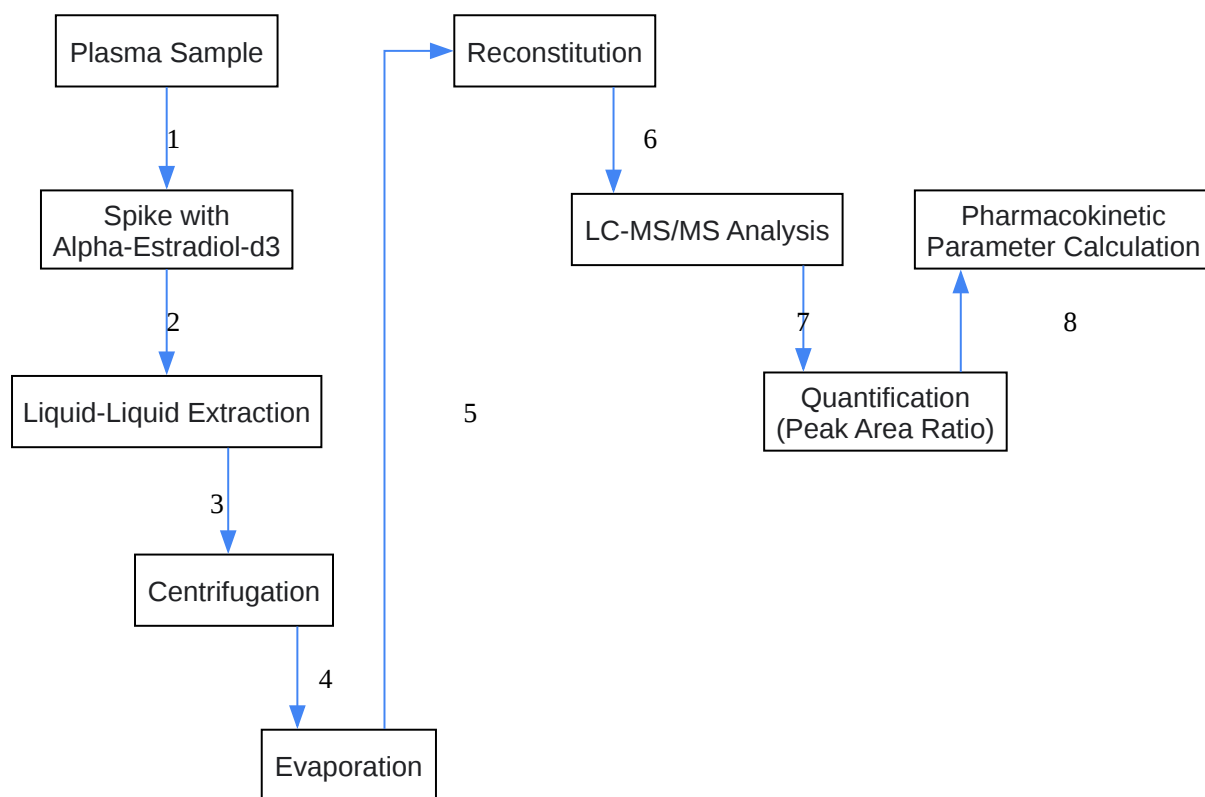 Plasma Sample
1
Spike with
Alpha-Estradiol-d3
2
Liquid-Liquid Extraction
3
Centrifugation
4
Evaporation
5
Reconstitution
6
LC-MS/MS Analysis
7
Quantification
(Peak Area Ratio)
8
Pharmacokinetic
Parameter Calculation